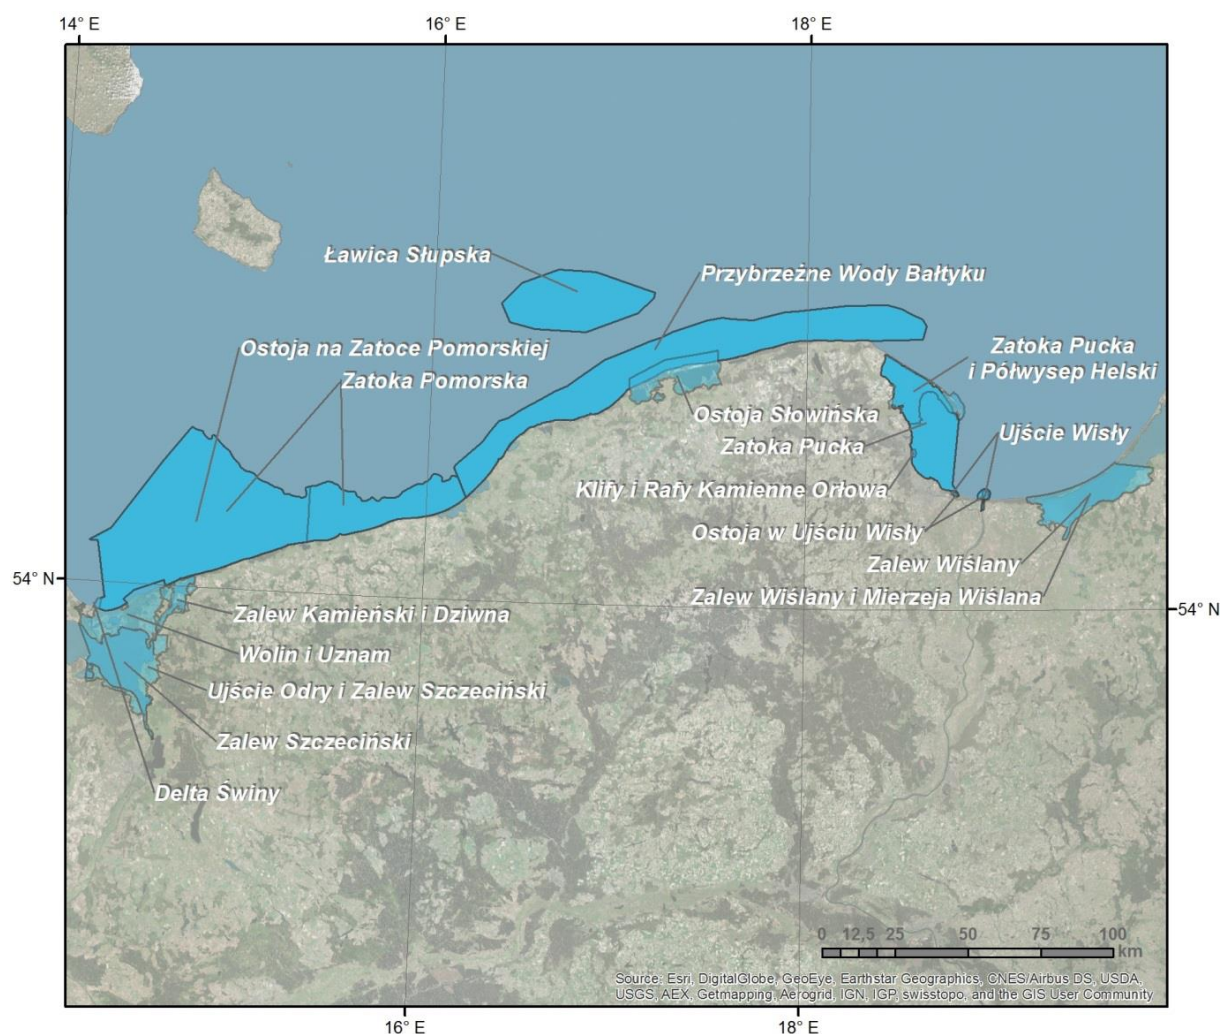 14° E
16° E
18° E
Ławica Słupska
Przybrzeżne Wody Bałtyku
Ostoja na Zatoce Pomorskiej
Zatoka Pomorska
Zatoka Pucka
i Półwysep Helski
Ostoja Słowińska
Zatoka Pucka
Ujście Wisły
Klify i Rafy Kamienne Orłowa
Ostoja w Ujściu Wisły
Zalew Wiślany
Zalew Wiślany i Mierzeja Wiślana
54° N
54° N
Zalew Kamieński i Dziwna
Wolin i Uznam
Ujście Odry i Zalew Szczeciński
Zalew Szczeciński
Delta Świny
0 12,5 25 50 75 100
km
Source: Esri, DigitalGlobe, GeoEye, Earthstar Geographics, CNES/Airbus DS, USDA,
USGS, AEX, Getmapping, Aerogrid, IGN, IGP, swisstopo, and the GIS User Community
16° E
18° E